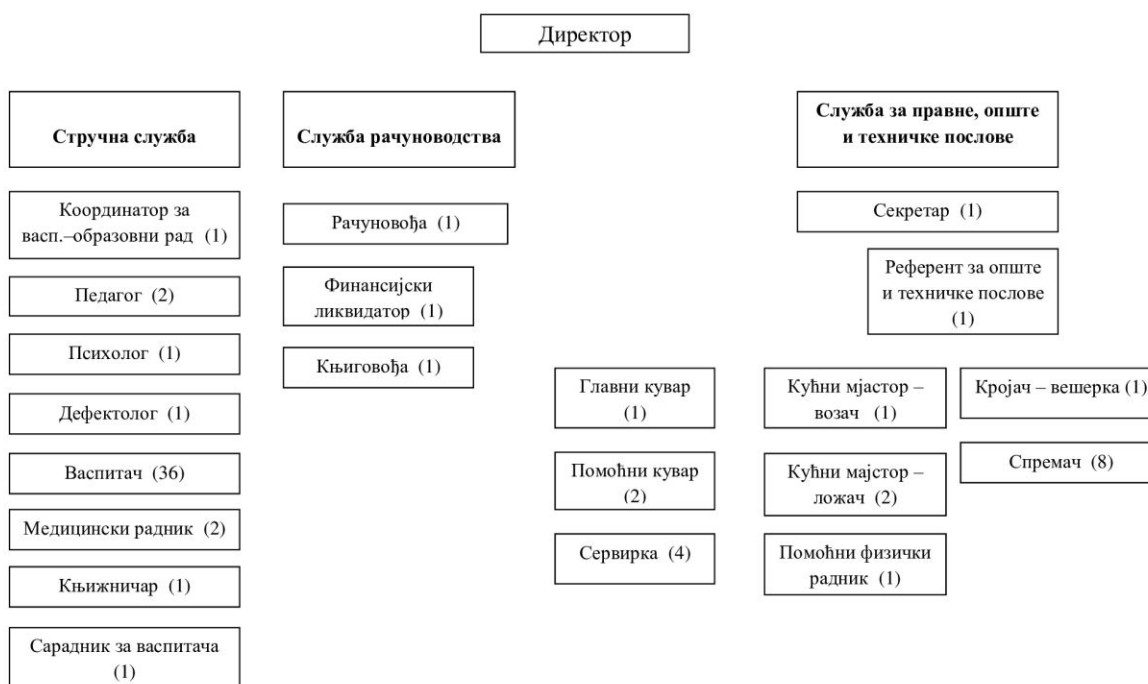 Директор
Стручна служба
Служба рачуноводства
Служба за правне, опште
и техничке послове
Координатор за
васп.–образовни рад (1)
Педагог (2)
Психолог (1)
Дефектолог (1)
Васпитач (36)
Медицински радник (2)
Књижничар (1)
Сарадник за васпитача
(1)
Рачуновођа (1)
Финансијски
ликвидатор (1)
Књиговођа (1)
Секретар (1)
Референт за опште
и техничке послове
(1)
Главни кувар
(1)
Помоћни кувар
(2)
Сервирка (4)
Кућни мјастор –
возач (1)
Кућни мајстор –
ложач (2)
Помоћни физички
радник (1)
Кројач – вешерка (1)
Спремач (8)